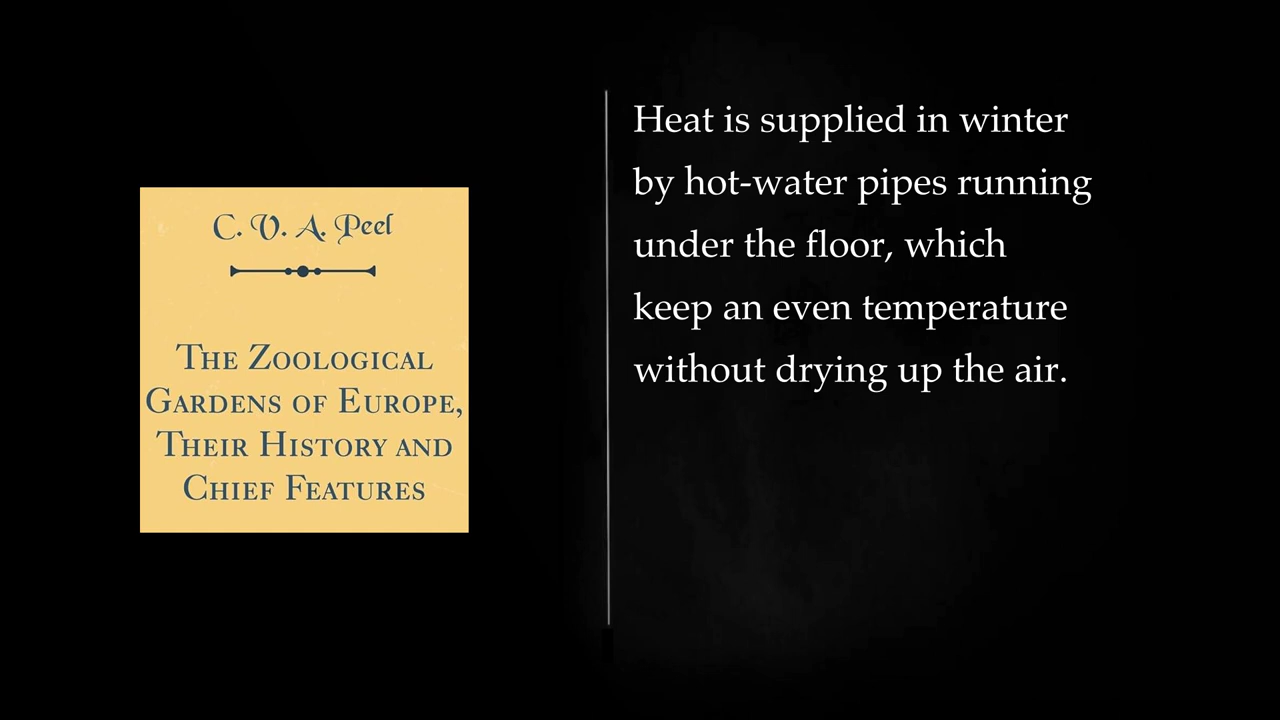 C. V. A. Peel
The Zoological
Gardens of Europe,
Their History and
Chief Features
Heat is supplied in winter
by hot-water pipes running
under the floor, which
keep an even temperature
without drying up the air.